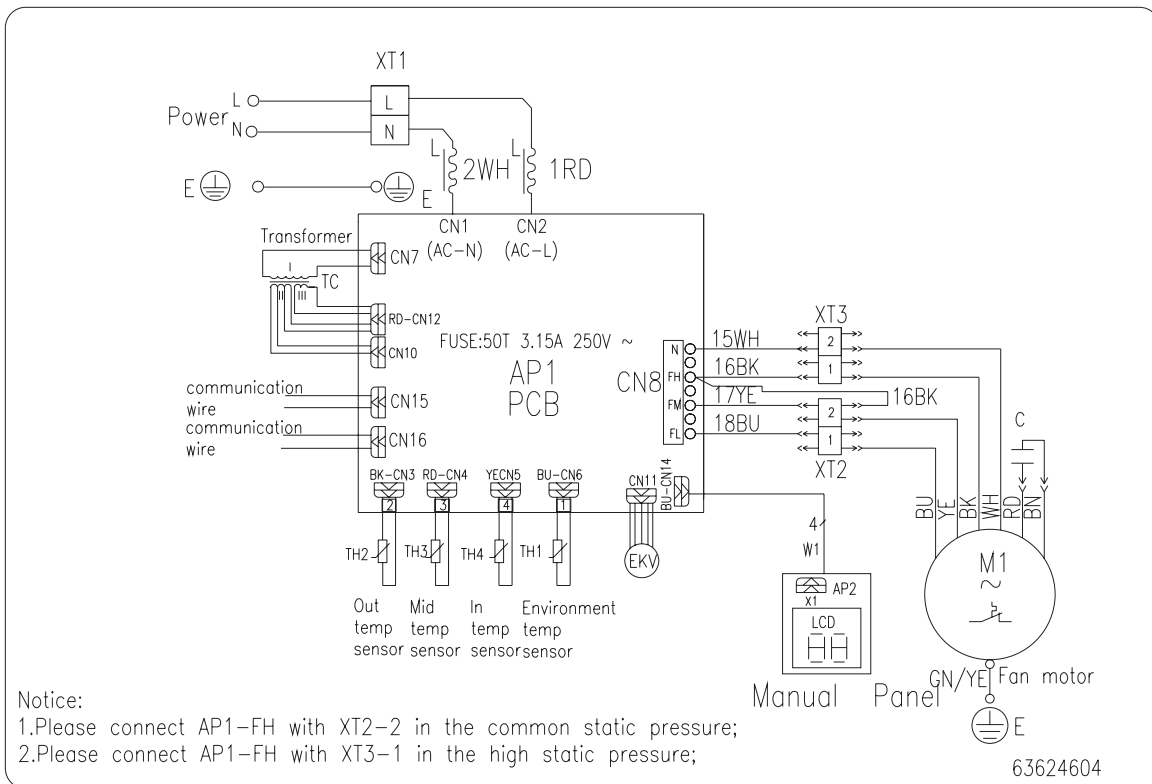 XT1
Power
L
N
L
N
L
2WH
L
1RD
E
E
CN1
(AC-N)
CN2
(AC-L)
Transformer
CN7
I
TC
II
III
RD-CN12
CN10
FUSE:50T 3.15A 250V ~
AP1
PCB
communication
wire
CN15
communication
wire
CN16
CN8
N
FH
FM
FL
15WH
16BK
17YE
18BU
16BK
XT3
2
1
2
1
XT2
C
BK-CN3
RD-CN4
YECN5
BU-CN6
CN11
BU-CN14
2
3
4
1
TH2
TH3
TH4
TH1
EKV
Out
temp
sensor
Mid
temp
sensor
In
temp
sensor
Environment
temp
sensor
4
W1
AP2
X1
LCD
Manual Panel
BU
YE
BK
WH
RD
BN
M1
~
GN/YE
Fan motor
E
Notice:
1.Please connect AP1-FH with XT2-2 in the common static pressure;
2.Please connect AP1-FH with XT3-1 in the high static pressure;
63624604